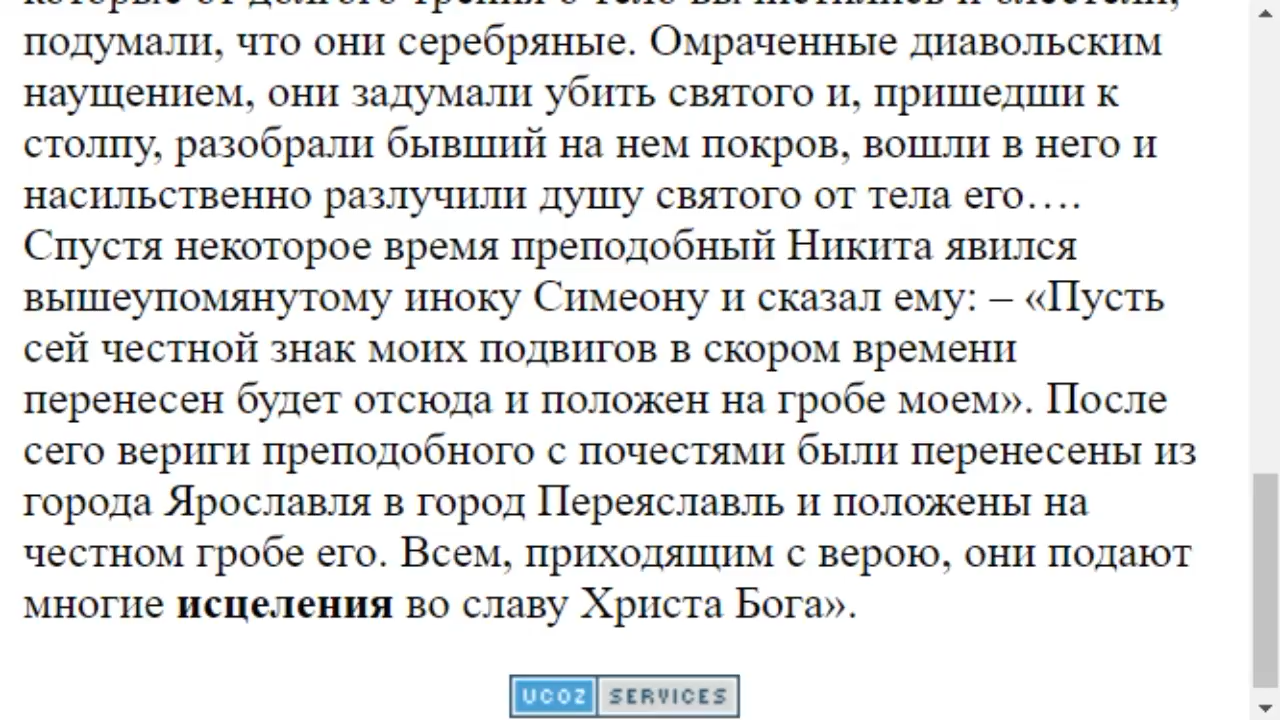 подумали, что они серебряные. Омраченные диавольским
наущением, они задумали убить святого и, пришедши к
столпу, разобрали бывший на нем покров, вошли в него и
насильственно разлучили душу святого от тела его….
Спустя некоторое время преподобный Никита явился
вышеупомянутому иноку Симеону и сказал ему: – «Пусть
сей честной знак моих подвигов в скором времени
перенесен будет отсюда и положен на гробе моем». После
сего вериги преподобного с почестями были перенесены из
города Ярославля в город Переяславль и положены на
честном гробе его. Всем, приходящим с верою, они подают
многие исцеления во славу Христа Бога».
UCOZ SERVICES